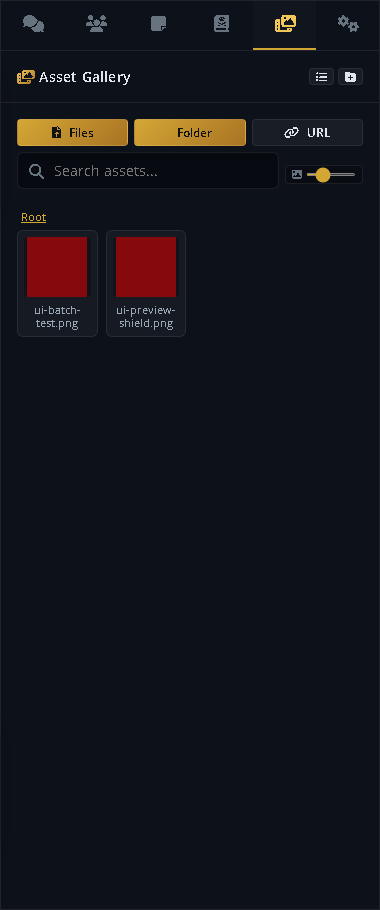 Asset Gallery
Files
Folder
URL
Search assets...
Root
ui-batch-
test.png
ui-preview-
shield.png